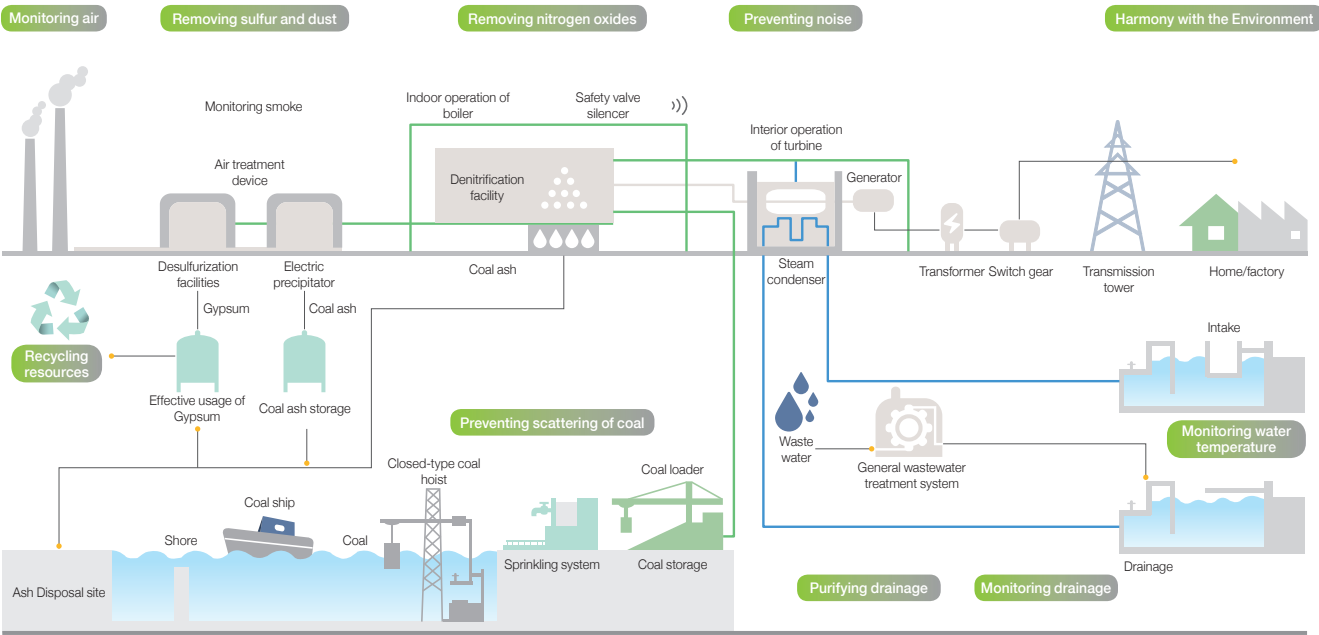 Monitoring air
Removing sulfur and dust
Removing nitrogen oxides
Preventing noise
Harmony with the Environment
Monitoring smoke
Indoor operation of
boiler
Safety valve
silencer
Interior operation
of turbine
Air treatment
device
Denitrification
facility
Generator
Desulfurization
facilities
Electric
precipitator
Coal ash
Steam
condenser
Transformer
Switch gear
Transmission
tower
Home/factory
Gypsum
Coal ash
Recycling
resources
Intake
Effective usage of
Gypsum
Coal ash storage
Preventing scattering of coal
Waste
water
General wastewater
treatment system
Monitoring water
temperature
Closed-type coal
hoist
Coal loader
Coal ship
Shore
Coal
Sprinkling system
Coal storage
Drainage
Ash Disposal site
Purifying drainage
Monitoring drainage